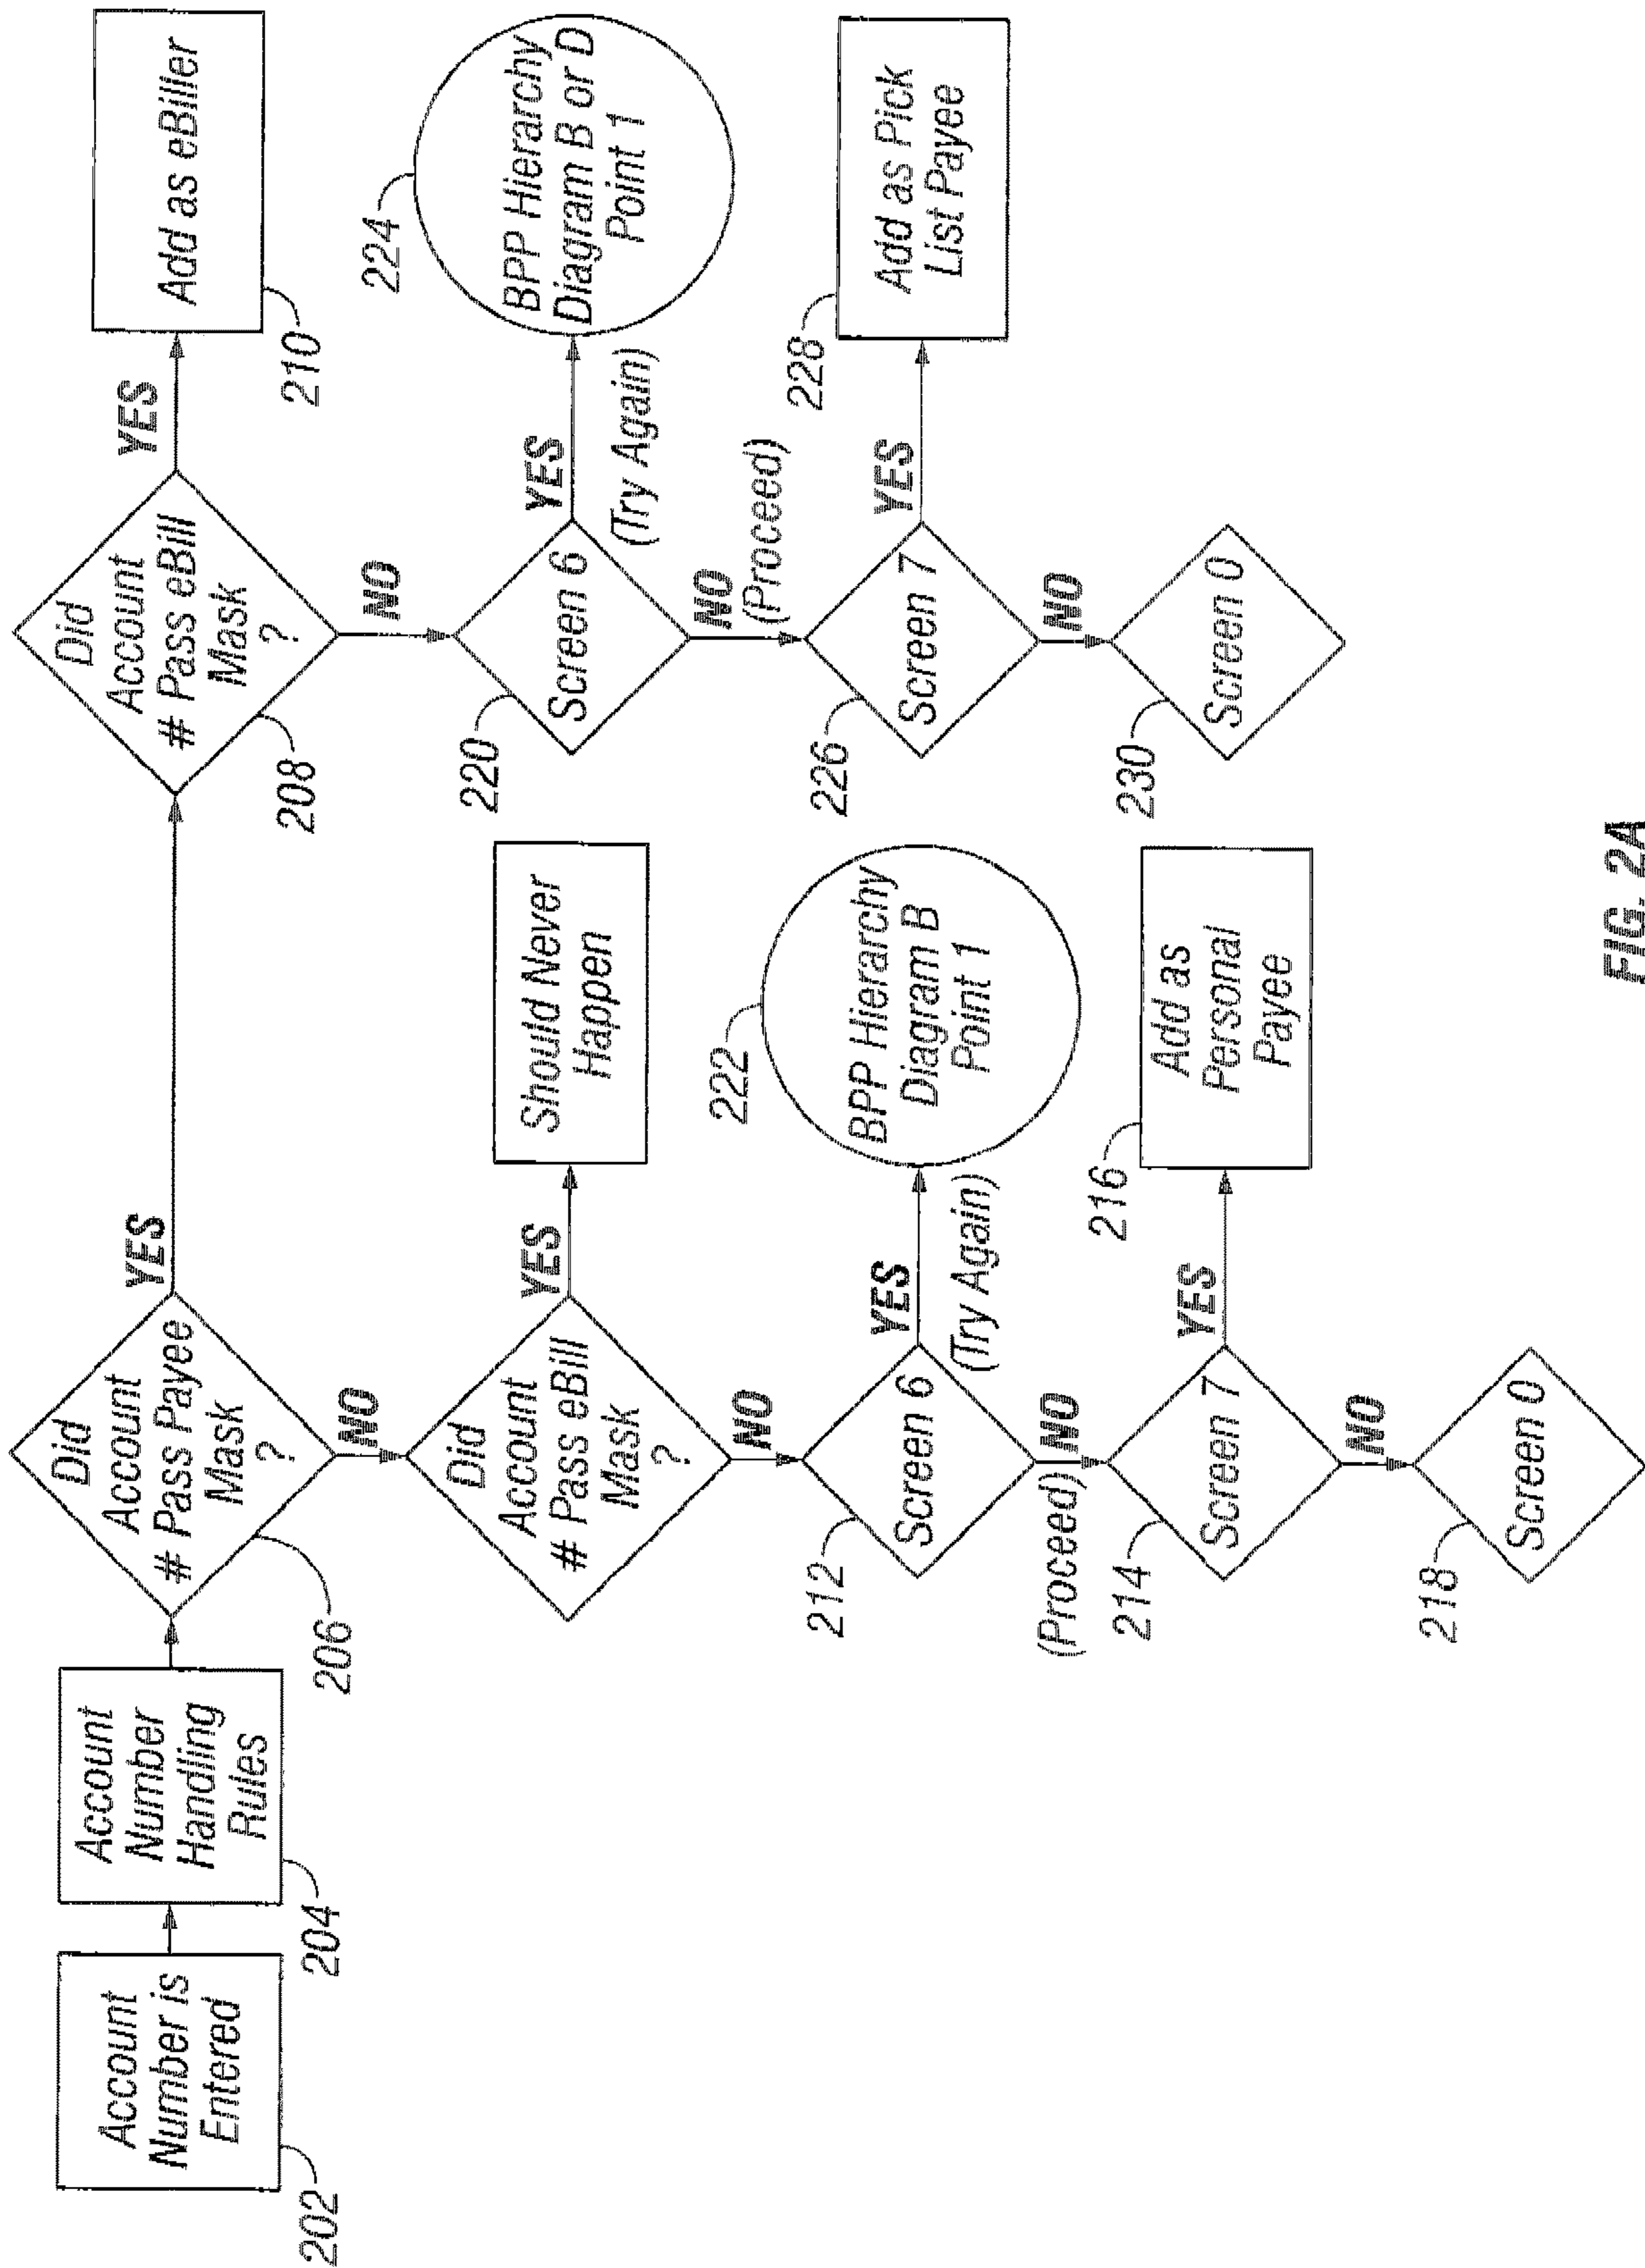 Account
Number is
Entered
202
Account
Number
Handling
Rules
204
Did
Account
# Pass Payee
Mask
?
206
YES
NO
Did
Account
# Pass eBill
Mask
?
208
YES
NO
Add as eBiller
210
Did
Account
# Pass eBill
Mask
?
YES
NO
Should Never
Happen
Screen 6
220
YES
(Try Again)
NO
(Proceed)
BPP Hierarchy
Diagram B or D
Point 1
224
Screen 6
212
YES
(Try Again)
NO
(Proceed)
BPP Hierarchy
Diagram B
Point 1
222
Screen 7
226
YES
NO
Add as Pick
List Payee
228
Screen 7
214
YES
NO
Add as
Personal
Payee
216
Screen 0
230
Screen 0
218
FIG. 2A